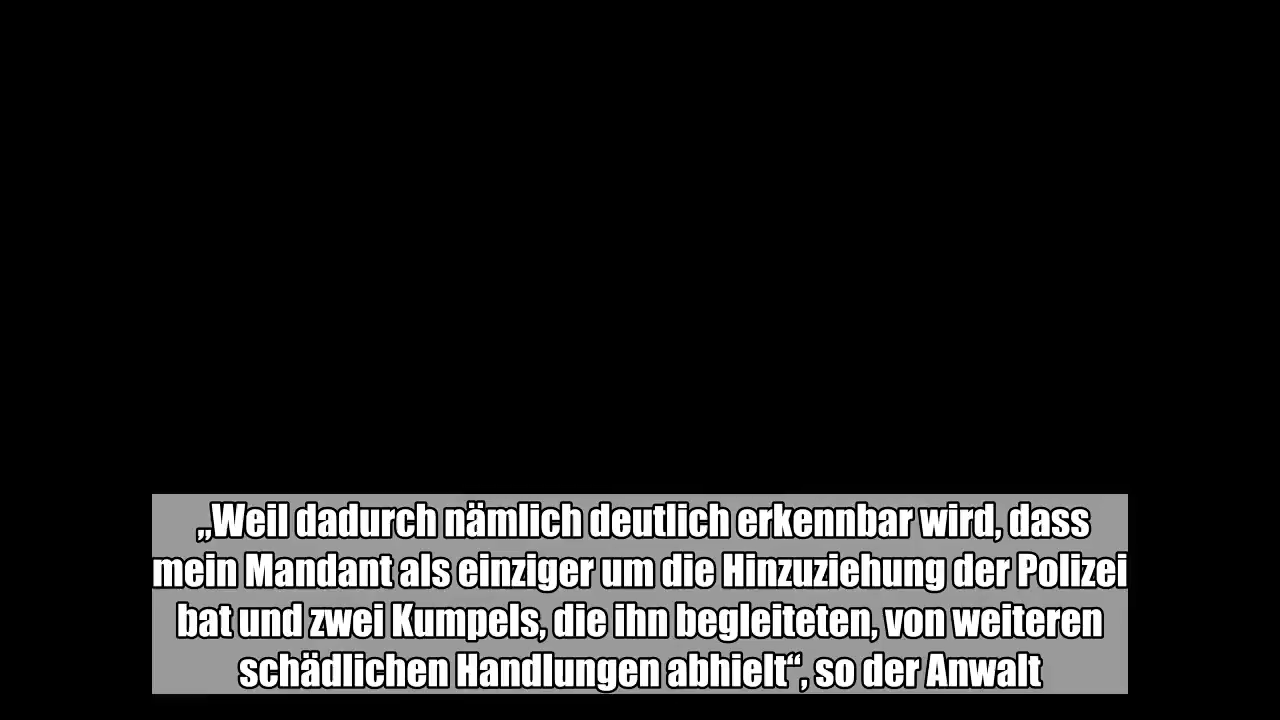 „Weil dadurch nämlich deutlich erkennbar wird, dass
mein Mandant als einziger um die Hinzuziehung der Polizei
bat und zwei Kumpels, die ihn begleiteten, von weiteren
schädlichen Handlungen abhielt“, so der Anwalt